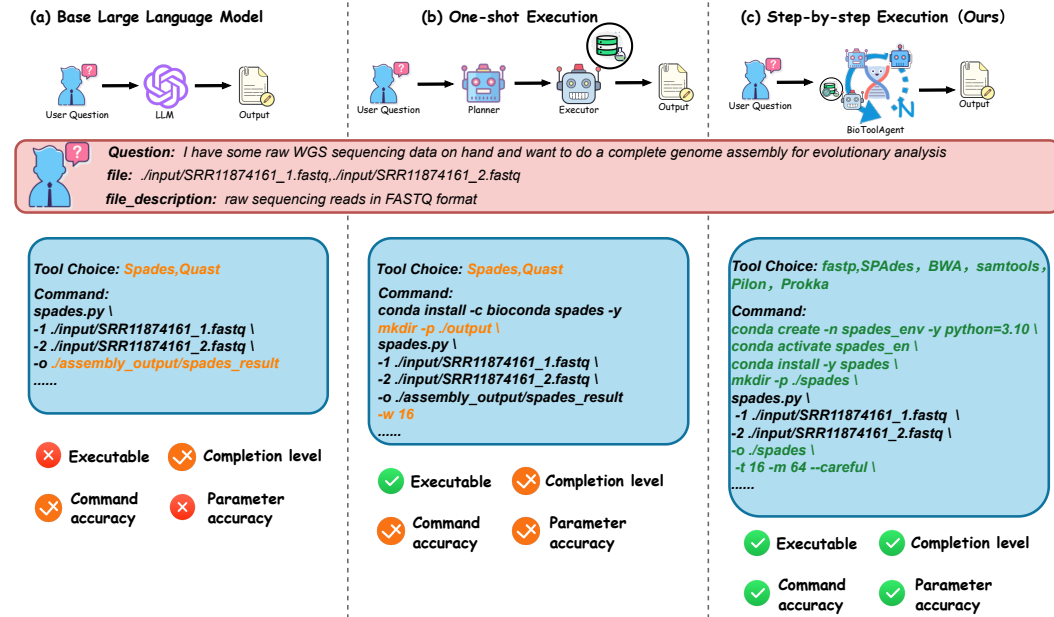 (a) Base Large Language Model
User Question
LLM
Output
(b) One-shot Execution
User Question
Planner
Executor
Output
(c) Step-by-step Execution（Ours）
User Question
BioToolAgent
Output
Question: I have some raw WGS sequencing data on hand and want to do a complete genome assembly for evolutionary analysis
file: ./input/SRR11874161_1.fastq,./input/SRR11874161_2.fastq
file_description: raw sequencing reads in FASTQ format
Tool Choice: Spades,Quast
Command:
spades.py \
-1 ./input/SRR11874161_1.fastq \
-2 ./input/SRR11874161_2.fastq \
-o ./assembly_output/spades_result
......
Executable
Completion level
Command
accuracy
Parameter
accuracy
Tool Choice: Spades,Quast
Command:
conda install -c bioconda spades -y
mkdir -p ./output \
spades.py \
-1 ./input/SRR11874161_1.fastq \
-2 ./input/SRR11874161_2.fastq \
-o ./assembly_output/spades_result
-w 16
......
Executable
Completion level
Command
accuracy
Parameter
accuracy
Tool Choice: fastp,SPAdes，BWA，samtools，
Pilon，Prokka
Command:
conda create -n spades_env -y python=3.10 \
conda activate spades_en \
conda install -y spades \
mkdir -p ./spades \
spades.py \
-1 ./input/SRR11874161_1.fastq \
-2 ./input/SRR11874161_2.fastq \
-o ./spades \
-t 16 -m 64 --careful \
......
Executable
Completion level
Command
accuracy
Parameter
accuracy